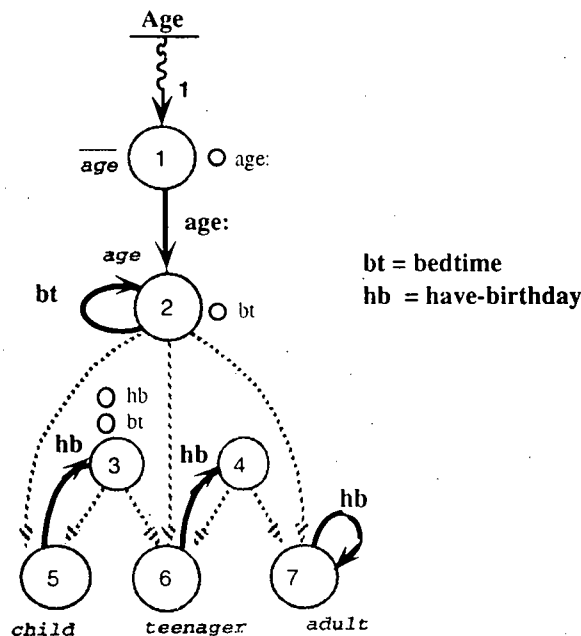 Age
1
age
1
age:
age:
age
bt
2
bt
bt = bedtime
hb = have-birthday
hb
bt
hb
3
hb
4
hb
5
6
7
child
teenager
adult